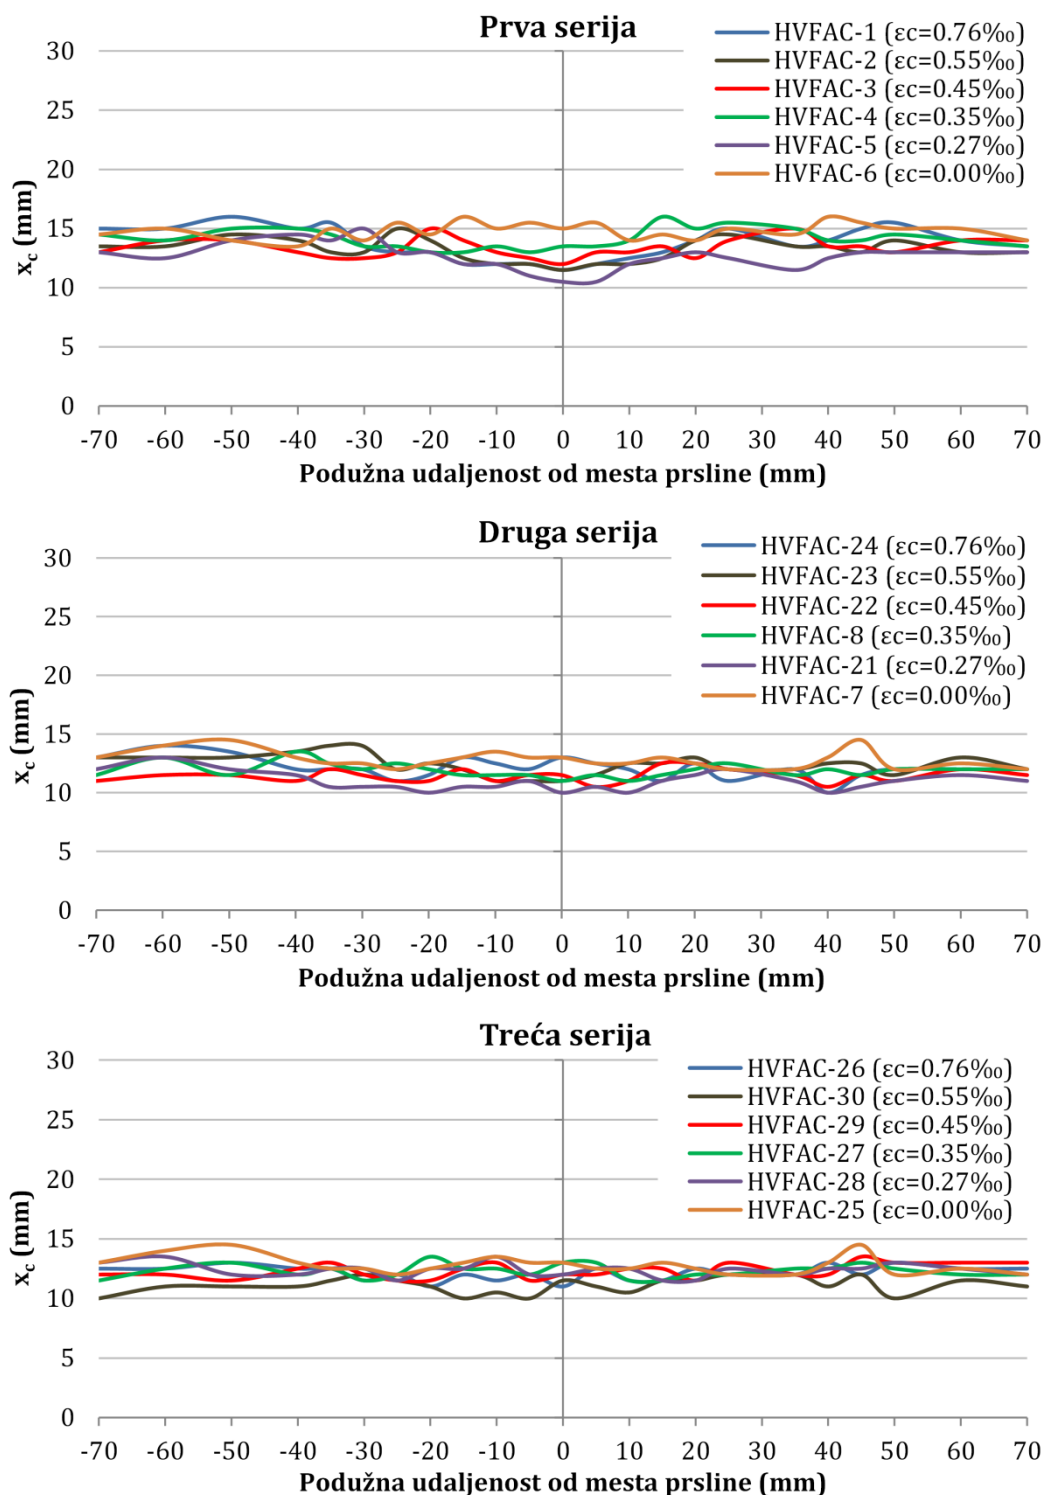 Prva serija
HVFAC-1 (εc=0.76‰)
HVFAC-2 (εc=0.55‰)
HVFAC-3 (εc=0.45‰)
HVFAC-4 (εc=0.35‰)
HVFAC-5 (εc=0.27‰)
HVFAC-6 (εc=0.00‰)
30
25
20
15
10
5
0
x_c (mm)
-70 -60 -50 -40 -30 -20 -10 0 10 20 30 40 50 60 70
Podužna udaljenost od mesta prsline (mm)
Druga serija
HVFAC-24 (εc=0.76‰)
HVFAC-23 (εc=0.55‰)
HVFAC-22 (εc=0.45‰)
HVFAC-8 (εc=0.35‰)
HVFAC-21 (εc=0.27‰)
HVFAC-7 (εc=0.00‰)
30
25
20
15
10
5
0
x_c (mm)
-70 -60 -50 -40 -30 -20 -10 0 10 20 30 40 50 60 70
Podužna udaljenost od mesta prsline (mm)
Treća serija
HVFAC-26 (εc=0.76‰)
HVFAC-30 (εc=0.55‰)
HVFAC-29 (εc=0.45‰)
HVFAC-27 (εc=0.35‰)
HVFAC-28 (εc=0.27‰)
HVFAC-25 (εc=0.00‰)
30
25
20
15
10
5
0
x_c (mm)
-70 -60 -50 -40 -30 -20 -10 0 10 20 30 40 50 60 70
Podužna udaljenost od mesta prsline (mm)